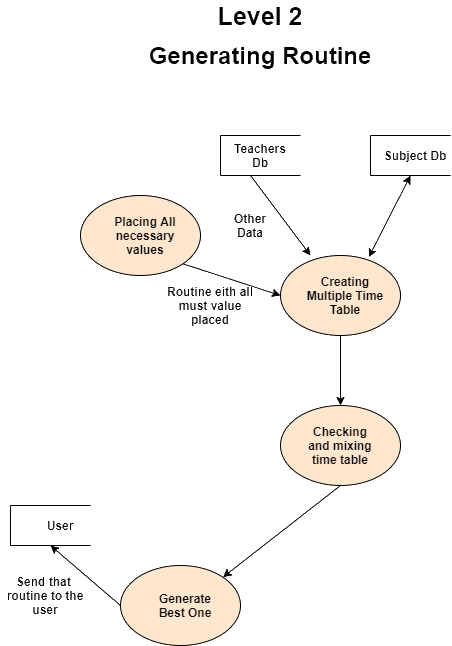 Level 2
Generating Routine
Teachers
Db
Subject Db
Placing All
necessary
values
Other
Data
Creating
Multiple Time
Table
Routine eith all
must value
placed
Checking
and mixing
time table
User
Send that
routine to the
user
Generate
Best One